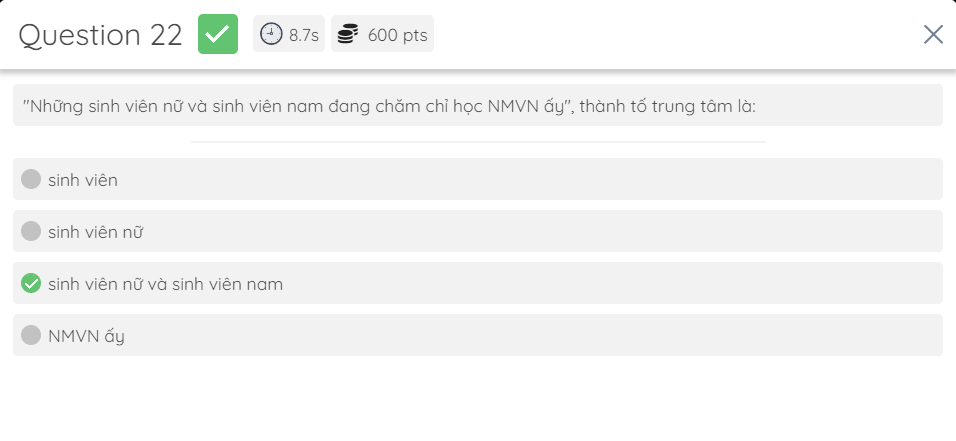 Question 22 8.7s 600 pts
"Những sinh viên nữ và sinh viên nam đang chăm chỉ học NMVN ấy", thành tố trung tâm là:
sinh viên
sinh viên nữ
sinh viên nữ và sinh viên nam
NMVN ấy